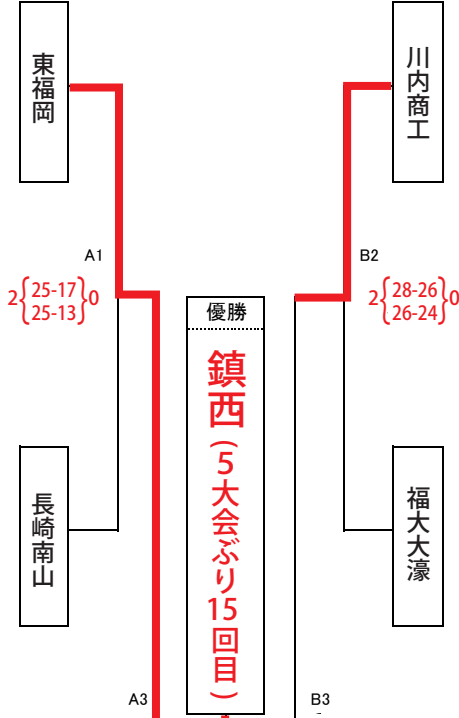 東福岡
川内商工
A1
B2
2{25-17}0
25-13
2{28-26}0
26-24
優勝
鎮西(5大会ぶり15回目)
長崎南山
福大大濠
A3
B3